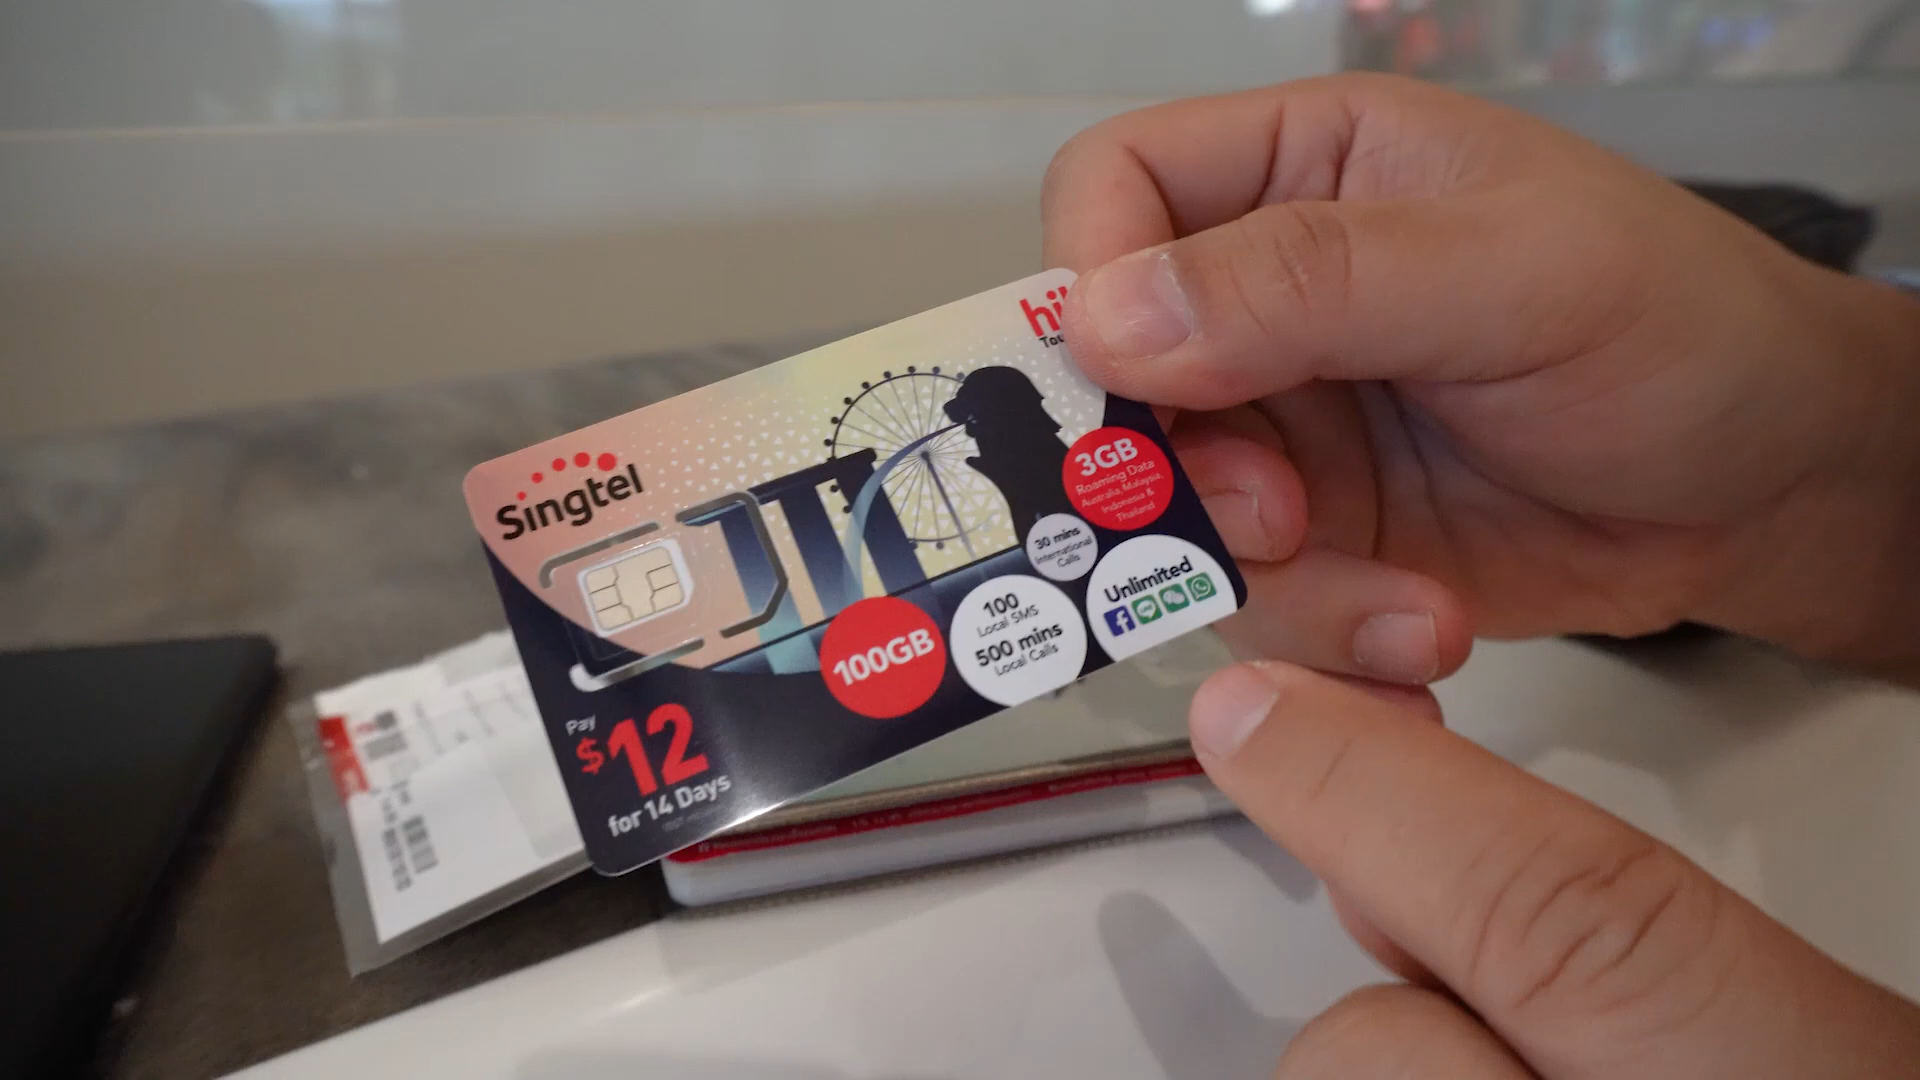 Singtel
hi!
Tou
3GB
Roaming Data
Australia, Malaysia,
Indonesia &
Thailand
30 mins
International
Calls
Unlimited
100
Local SMS
500 mins
Local Calls
100GB
Pay
$12
for 14 Days